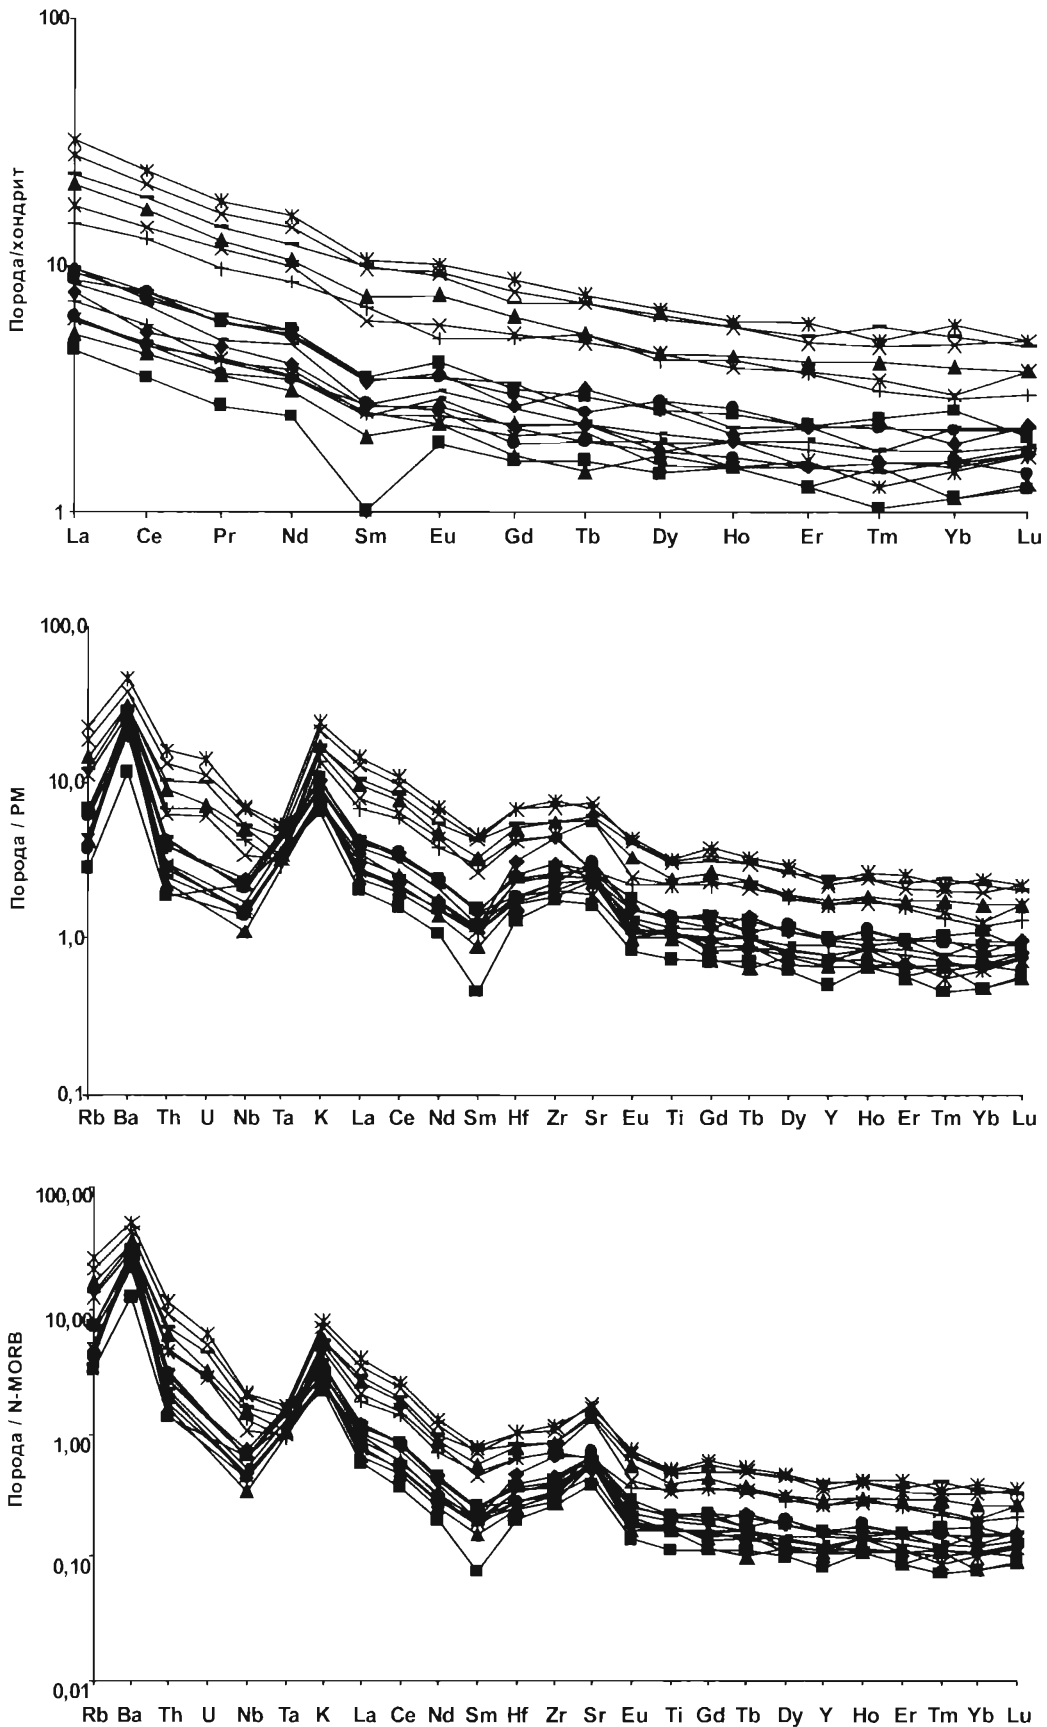 100
10
1
Порода/хондрит
La Ce Pr Nd Sm Eu Gd Tb Dy Ho Er Tm Yb Lu
100,0
10,0
1,0
0,1
Порода / PM
Rb Ba Th U Nb Ta K La Ce Nd Sm Hf Zr Sr Eu Ti Gd Tb Dy Y Ho Er Tm Yb Lu
100,00
10,00
1,00
0,10
0,01
Порода / N-MORB
Rb Ba Th U Nb Ta K La Ce Nd Sm Hf Zr Sr Eu Ti Gd Tb Dy Y Ho Er Tm Yb Lu